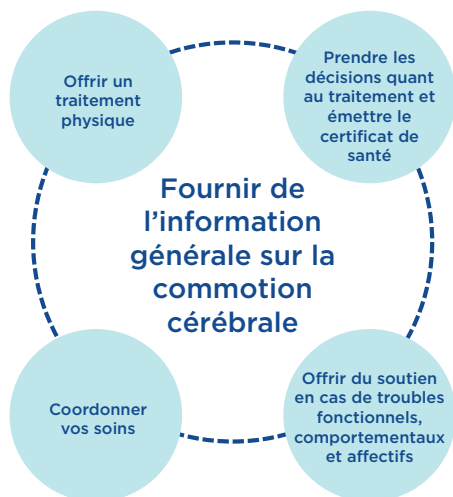 Offrir un
traitement
physique
Prendre les
décisions quant
au traitement et
émettre le
certificat de
santé
Fournir de
l'information
générale sur la
commotion
cérébrale
Coordonner
vos soins
Offrir du soutien
en cas de troubles
fonctionnels,
comportementaux
et affectifs